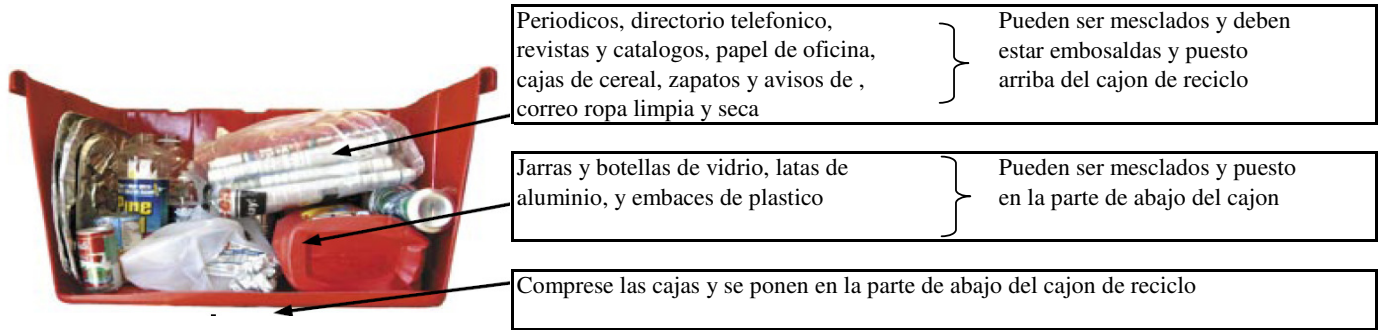 Periodicos, directorio telefonico,
revistas y catalogos, papel de oficina,
cajas de cereal, zapatos y avisos de ,
correo ropa limpia y seca
Pueden ser mesclados y deben
estar embosaldas y puesto
arriba del cajon de reciclo
Jarras y botellas de vidrio, latas de
aluminio, y embaces de plastico
Pueden ser mesclados y puesto
en la parte de abajo del cajon
Comprese las cajas y se ponen en la parte de abajo del cajon de reciclo
Pine